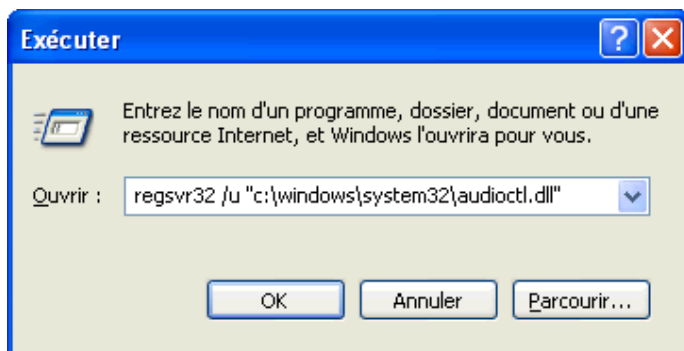 Exécuter
Entrez le nom d'un programme, dossier, document ou d'une
ressource Internet, et Windows l'ouvrira pour vous.
Ouvrir : regsvr32 /u "c:\windows\system32\audioctl.dll"
OK Annuler Parcourir...